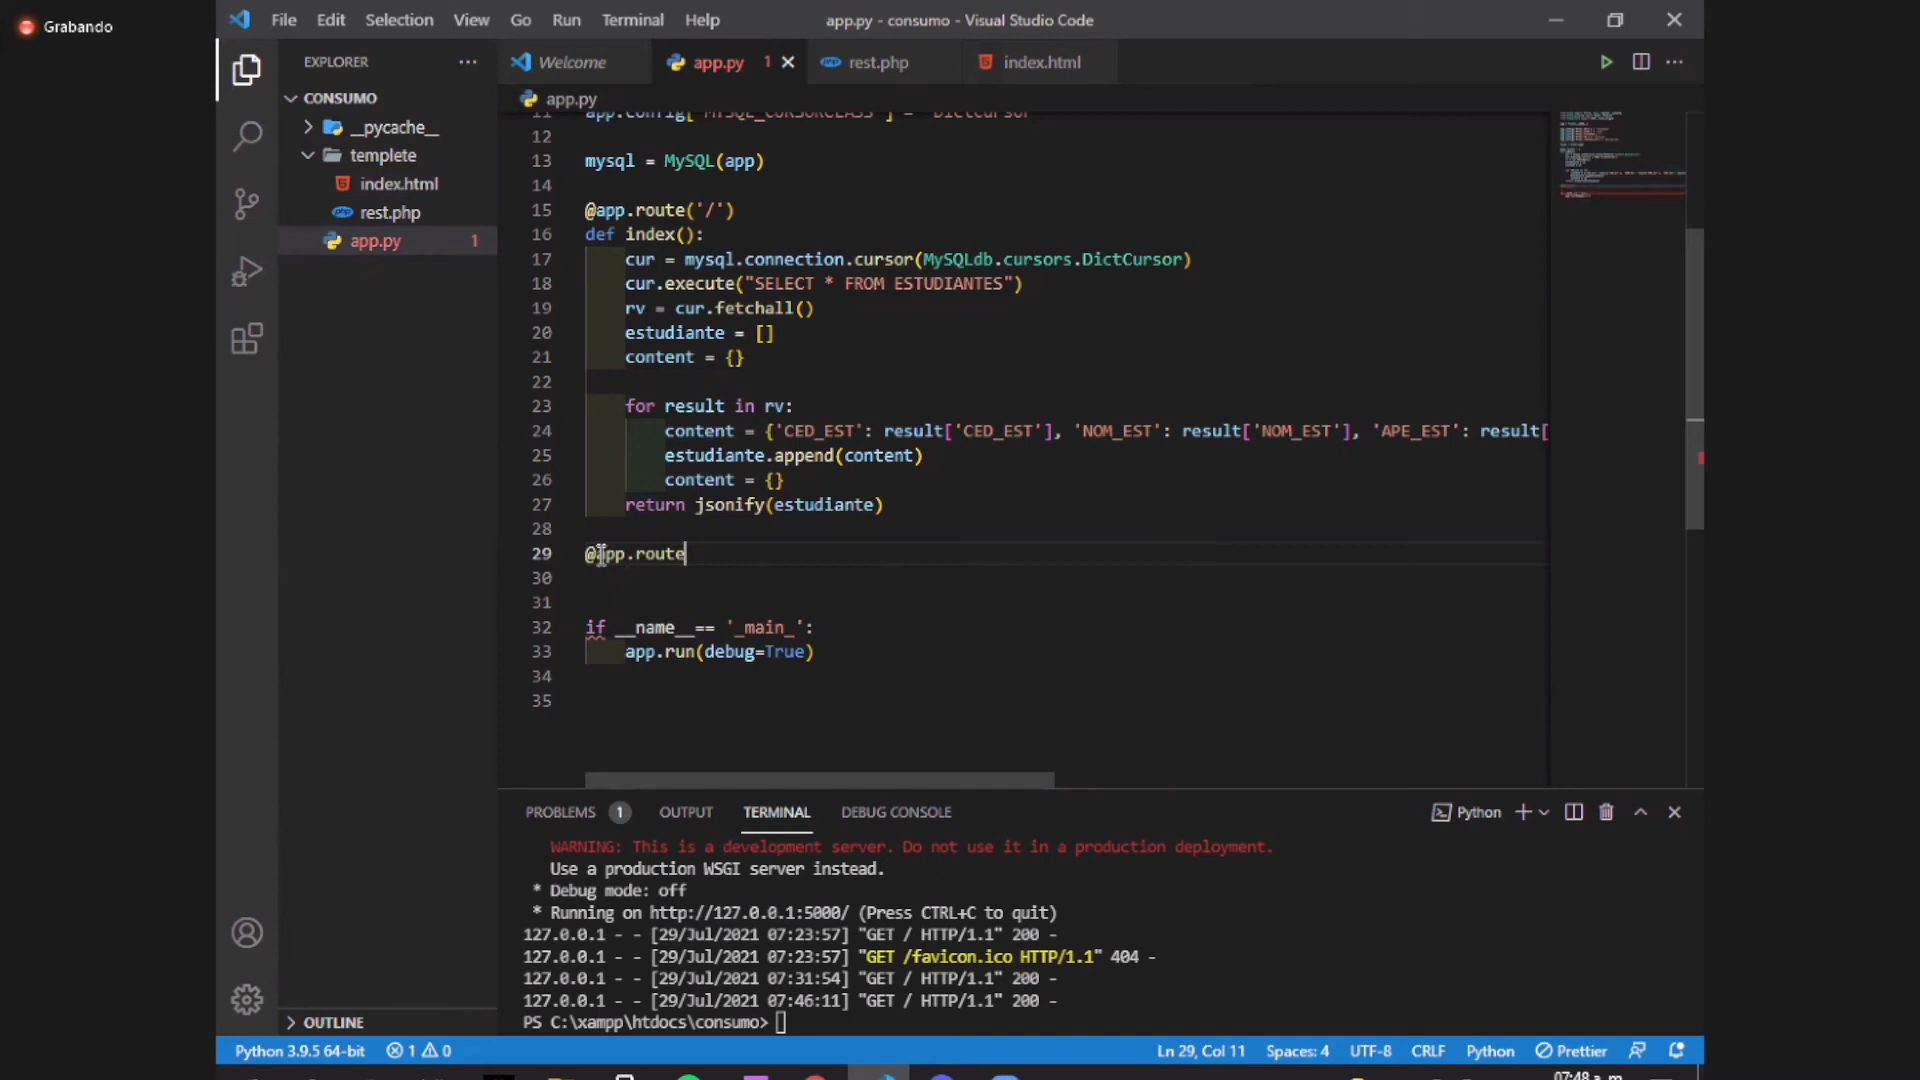 Grabando
File Edit Selection View Go Run Terminal Help
app.py - consumo - Visual Studio Code
EXPLORER
CONSUMO
__pycache__
templete
index.html
rest.php
app.py 1
OUTLINE
Welcome
app.py 1
rest.php
index.html
app.py
11 app.config['MYSQL_CURSORCLASS'] = 'DictCursor'
12
13 mysql = MySQL(app)
14
15 @app.route('/')
16 def index():
17 cur = mysql.connection.cursor(MySQLdb.cursors.DictCursor)
18 cur.execute("SELECT * FROM ESTUDIANTES")
19 rv = cur.fetchall()
20 estudiante = []
21 content = {}
22
23 for result in rv:
24 content = {'CED_EST': result['CED_EST'], 'NOM_EST': result['NOM_EST'], 'APE_EST': result[
25 estudiante.append(content)
26 content = {}
27 return jsonify(estudiante)
28
29 @app.route
30
31
32 if __name__== '_main_':
33 app.run(debug=True)
34
35
PROBLEMS 1 OUTPUT TERMINAL DEBUG CONSOLE
Python
WARNING: This is a development server. Do not use it in a production deployment.
Use a production WSGI server instead.
* Debug mode: off
* Running on http://127.0.0.1:5000/ (Press CTRL+C to quit)
127.0.0.1 - - [29/Jul/2021 07:23:57] "GET / HTTP/1.1" 200 -
127.0.0.1 - - [29/Jul/2021 07:23:57] "GET /favicon.ico HTTP/1.1" 404 -
127.0.0.1 - - [29/Jul/2021 07:31:54] "GET / HTTP/1.1" 200 -
127.0.0.1 - - [29/Jul/2021 07:46:11] "GET / HTTP/1.1" 200 -
PS C:\xampp\htdocs\consumo>
Python 3.9.5 64-bit 1 0
Ln 29, Col 11 Spaces: 4 UTF-8 CRLF Python Prettier
07:48 a. m.